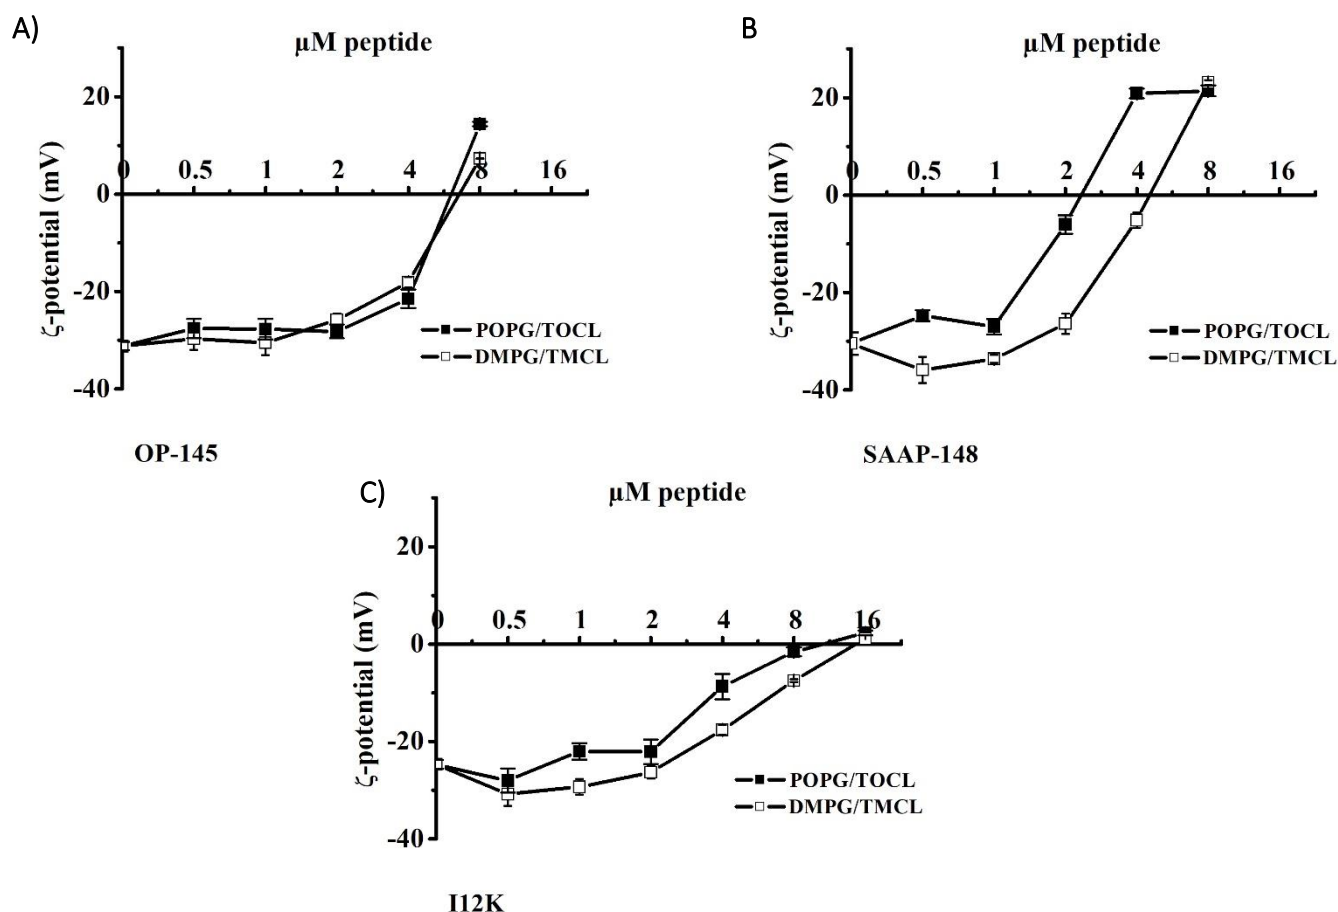 A)
µM peptide
ζ-potential (mV)
20
0
-20
-40
0 0.5 1 2 4 8 16
POPG/TOCL
DMPG/TMCL
OP-145
B
µM peptide
ζ-potential (mV)
20
0
-20
-40
0 0.5 1 2 4 8 16
POPG/TOCL
DMPG/TMCL
SAAP-148
C)
µM peptide
ζ-potential (mV)
20
0
-20
-40
0 0.5 1 2 4 8 16
POPG/TOCL
DMPG/TMCL
I12K